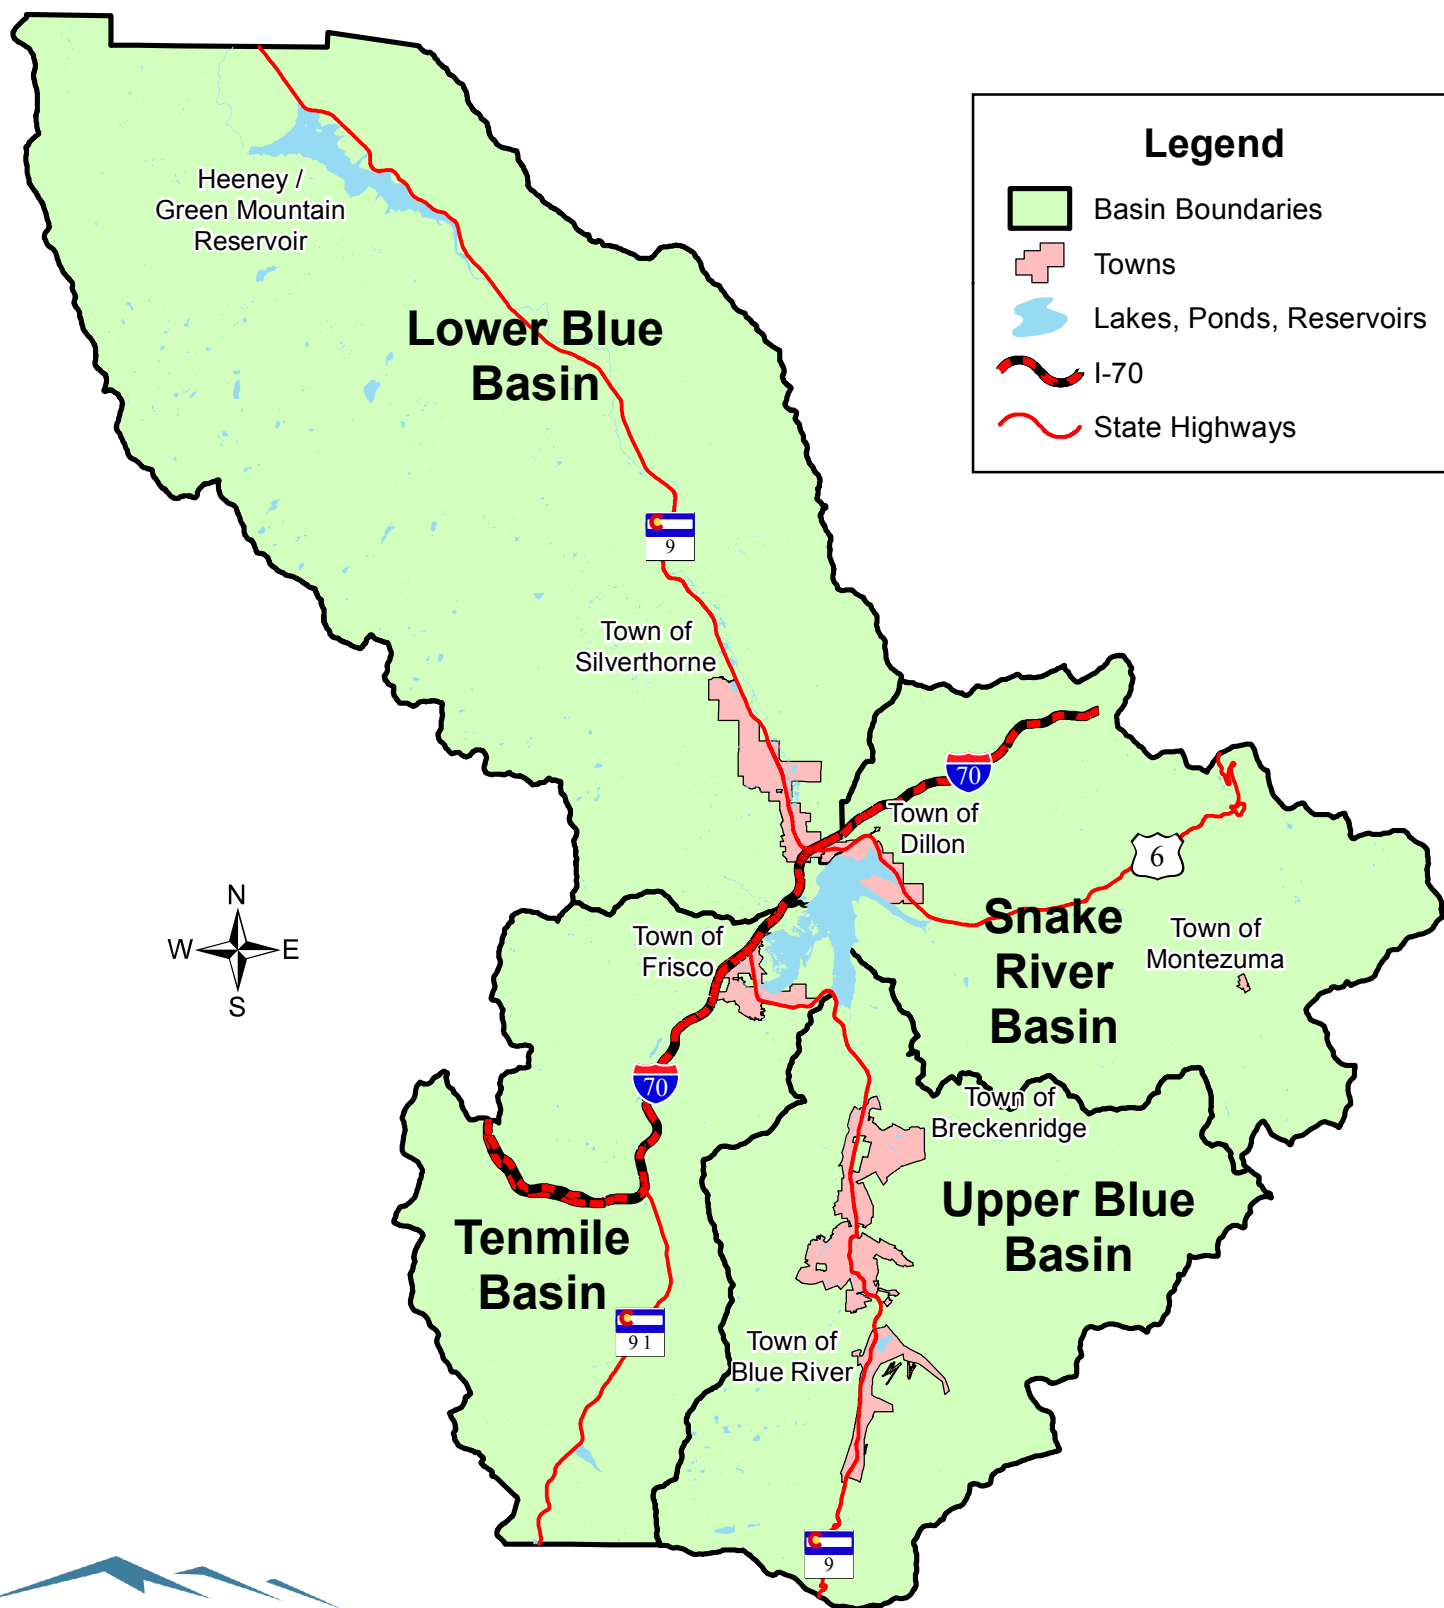 Legend
Basin Boundaries
Towns
Lakes, Ponds, Reservoirs
I-70
State Highways
Heeney /
Green Mountain
Reservoir
Lower Blue
Basin
9
Town of
Silverthorne
70
Town of
Dillon
6
N
W E
S
Town of
Frisco
Snake
River
Basin
Town of
Montezuma
70
Town of
Breckenridge
Upper Blue
Basin
Tenmile
Basin
91
Town of
Blue River
9